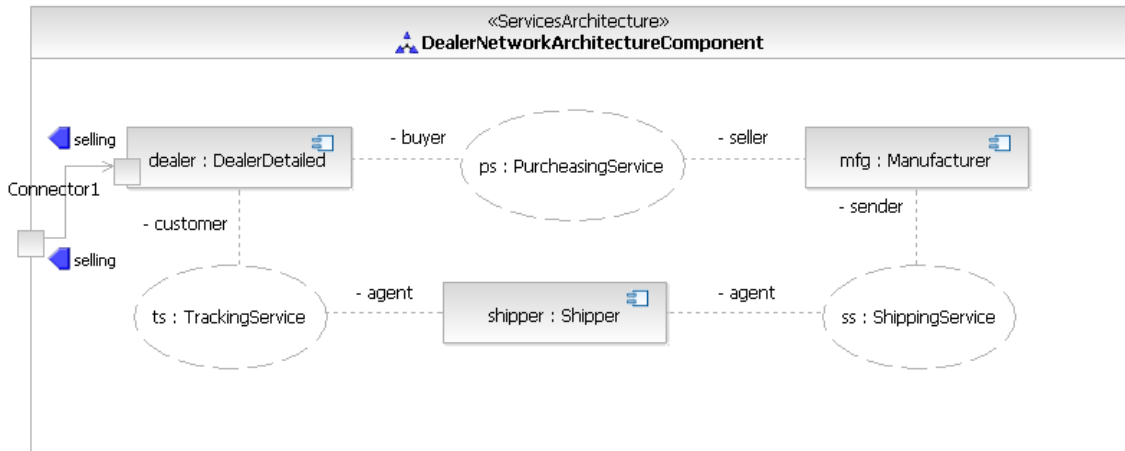 «ServicesArchitecture»
DealerNetworkArchitectureComponent
selling
dealer : DealerDetailed
- buyer
ps : PurcheasingService
- seller
mfg : Manufacturer
Connector1
- customer
- sender
selling
ts : TrackingService
- agent
shipper : Shipper
- agent
ss : ShippingService